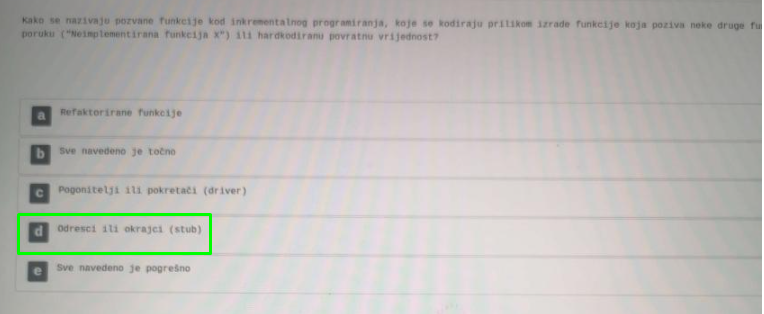 Kako se nazivaju pozvane funkcije kod inkrementalnog programiranja, koje se kodiraju prilikom izrade funkcije koja poziva neke druge
poruku ("Neimplementirana funkcija X") ili hardkodiranu povratnu vrijednost?
a Refaktorirane funkcije
b Sve navedeno je točno
c Pogonitelji ili pokretači (driver)
d Odresci ili okrajci (stub)
e Sve navedeno je pogrešno